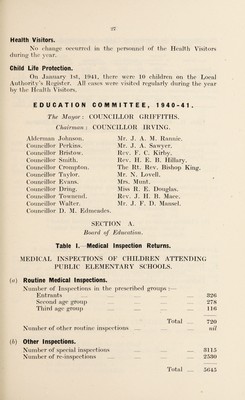 27
Health Visitors.
No change occurred in the personnel of the Health Visitors
during the year.
Child Life Protection.
On January 1st, 1941, there were 10 children on the Local
Authority's Register. All cases were visited regularly during the year
by the Health Visitors.
EDUCATION COMMITTEE, 1940-41.
The Mayor: COUNCILLOR GRIFFITHS.
Chairman: COUNCILLOR IRVING.
Alderman Johnson. Mr. J. A. M. Rannie.
Councillor Perkins. Mr. J. A. Sawyer.
Councillor Bristow. Rev. F. C. Kirby.
Councillor Smith. Rev. H. E. B. Hillary.
Councillor Crompton. The Rt. Rev. Bishop King.
Councillor Taylor. Mr. N. Lovell.
Councillor Evans. Mrs. Munt.
Councillor Dring. Miss R. E. Douglas.
Councillor Townend. Rev. J. H. B. Mace.
Councillor Walter. Mr. J. F. D. Manuel.
Councillor D. M. Edmeades.
SECTION A.
Board of Education.
Table I. Medical Inspection Returns.
MEDICAL INSPECTIONS OF CHILDREN ATTENDING
PUBLIC ELEMENTARY SCHOOLS.
(a) Routine Medical Inspections.
Number of Inspections in the prescribed groups :—
Entrants ... 326
Second age group ... 278
Third age group ... 116
Total ... 720
Number of other routine inspections ... nil
(b) Other Inspections.
Number of special inspections ... 3115
Number of re-inspections ... 2530
Total ... 5645